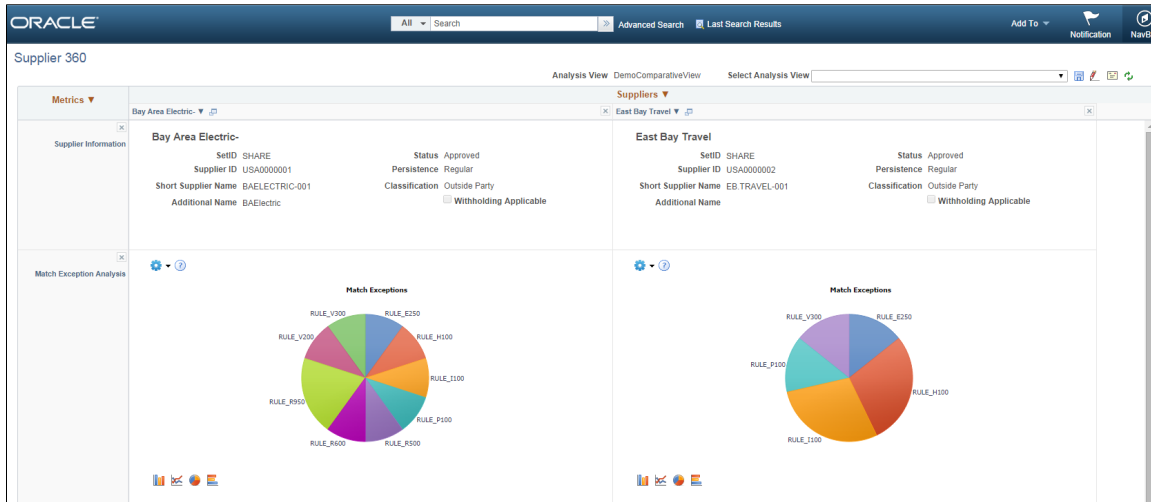 ORACLE
All Search Advanced Search Last Search Results Add To Notification NavB
Supplier 360
Analysis View DemoComparativeView Select Analysis View
Metrics Suppliers
Bay Area Electric- East Bay Travel
Supplier Information
Bay Area Electric-
SetID SHARE Status Approved
Supplier ID USA0000001 Persistence Regular
Short Supplier Name BAELECTRIC-001 Classification Outside Party
Additional Name BAElectric Withholding Applicable
East Bay Travel
SetID SHARE Status Approved
Supplier ID USA0000002 Persistence Regular
Short Supplier Name EB.TRAVEL-001 Classification Outside Party
Additional Name Withholding Applicable
Match Exception Analysis
Match Exceptions
RULE_V300 RULE_E250
RULE_V200 RULE_H100
RULE_I100
RULE_R950
RULE_P100
RULE_R600 RULE_R500
Match Exceptions
RULE_V300 RULE_E250
RULE_P100
RULE_H100
RULE_I100